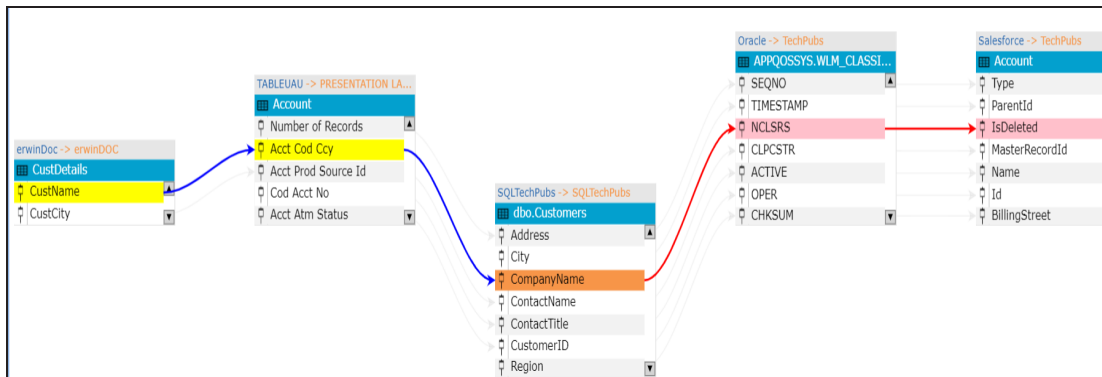 erwinDoc -> erwinDOC
CustDetails
CustName
CustCity
TABLEUAU -> PRESENTATION LA...
Account
Number of Records
Acct Cod Ccy
Acct Prod Source Id
Cod Acct No
Acct Atm Status
SQLTechPubs -> SQLTechPubs
dbo.Customers
Address
City
CompanyName
ContactName
ContactTitle
CustomerID
Region
Oracle -> TechPubs
APPQOSSYS.WLM_CLASSI...
SEQNO
TIMESTAMP
NCLSRS
CLPCSTR
ACTIVE
OPER
CHKSUM
Salesforce -> TechPubs
Account
Type
ParentId
IsDeleted
MasterRecordId
Name
Id
BillingStreet